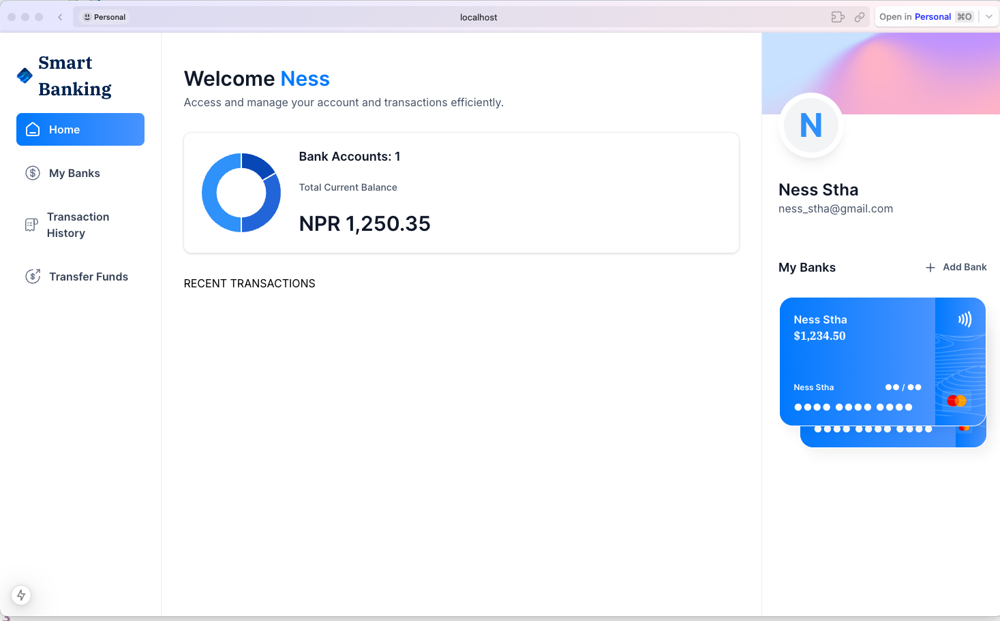 Personal
localhost
Open in Personal ⌘O
Smart
Banking
Home
My Banks
Transaction
History
Transfer Funds
Welcome Ness
Access and manage your account and transactions efficiently.
Bank Accounts: 1
Total Current Balance
NPR 1,250.35
RECENT TRANSACTIONS
N
Ness Stha
ness_stha@gmail.com
My Banks
+ Add Bank
Ness Stha
$1,234.50
Ness Stha
●● / ●●
●●●● ●●●● ●●●●
●●●● ●●●● ●●●●